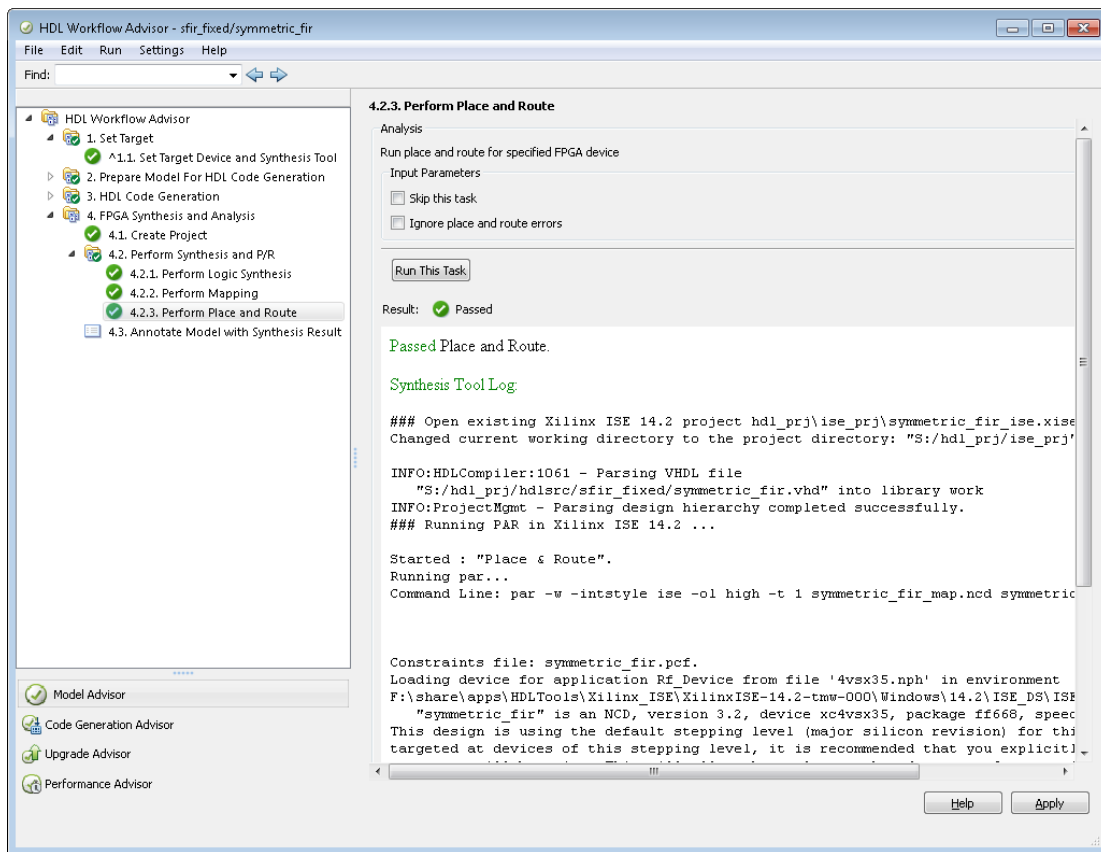 HDL Workflow Advisor - sfir_fixed/symmetric_fir
File Edit Run Settings Help
Find:
HDL Workflow Advisor
1. Set Target
^1.1. Set Target Device and Synthesis Tool
2. Prepare Model For HDL Code Generation
3. HDL Code Generation
4. FPGA Synthesis and Analysis
4.1. Create Project
4.2. Perform Synthesis and P/R
4.2.1. Perform Logic Synthesis
4.2.2. Perform Mapping
4.2.3. Perform Place and Route
4.3. Annotate Model with Synthesis Result
Model Advisor
Code Generation Advisor
Upgrade Advisor
Performance Advisor
4.2.3. Perform Place and Route
Analysis
Run place and route for specified FPGA device
Input Parameters
Skip this task
Ignore place and route errors
Run This Task
Result: Passed
Passed Place and Route.
Synthesis Tool Log:
### Open existing Xilinx ISE 14.2 project hdl_prj\ise_prj\symmetric_fir_ise.xise
Changed current working directory to the project directory: "S:/hdl_prj/ise_prj"
INFO:HDLCompiler:1061 - Parsing VHDL file
"S:/hdl_prj/hdlsrc/sfir_fixed/symmetric_fir.vhd" into library work
INFO:ProjectMgmt - Parsing design hierarchy completed successfully.
### Running PAR in Xilinx ISE 14.2 ...
Started : "Place & Route".
Running par...
Command Line: par -w -intstyle ise -ol high -t 1 symmetric_fir_map.ncd symmetric
Constraints file: symmetric_fir.pcf.
Loading device for application Rf_Device from file '4vsx35.nph' in environment
F:\share\apps\HDLTools\Xilinx_ISE\XilinxISE-14.2-tmw-000\Windows\14.2\ISE_DS\ISE
"symmetric_fir" is an NCD, version 3.2, device xc4vsx35, package ff668, speed
This design is using the default stepping level (major silicon revision) for thi
targeted at devices of this stepping level, it is recommended that you explicitl
Help Apply